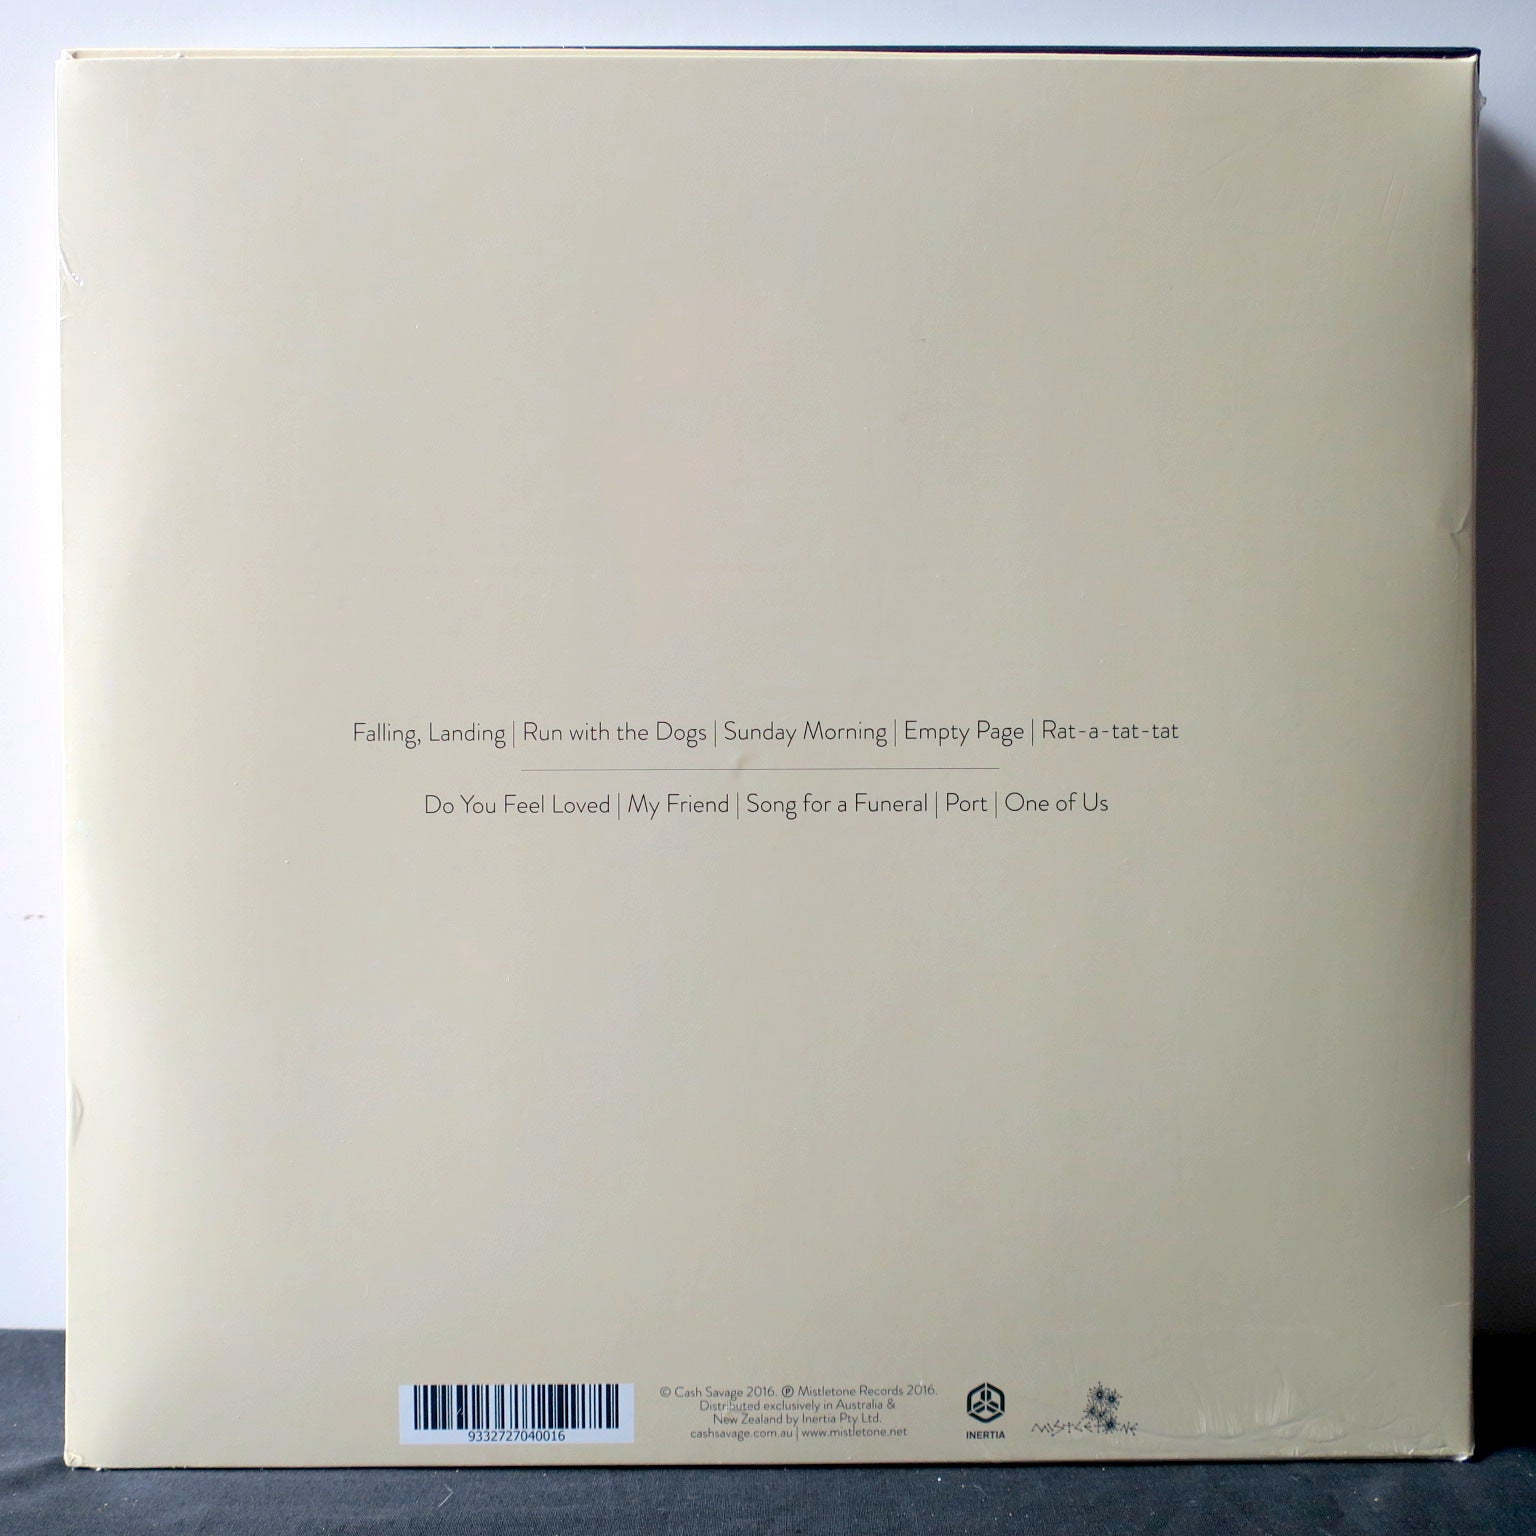 Falling, Landing | Run with the Dogs | Sunday Morning | Empty Page | Rat-a-tat-tat
Do You Feel Loved | My Friend | Song for a Funeral | Port | One of Us
9332727040016
© Cash Savage 2016. ℗ Mistletone Records 2016.
Distributed exclusively in Australia &
New Zealand by Inertia Pty Ltd.
cashsavage.com.au | www.mistletone.net
INERTIA
MISTLETONE